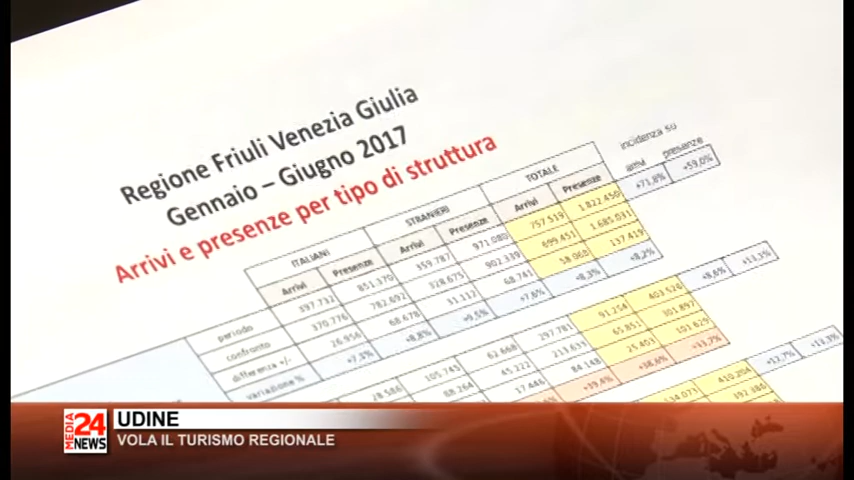 Regione Friuli Venezia Giulia
Gennaio – Giugno 2017
Arrivi e presenze per tipo di struttura
ITALIANI STRANIERI TOTALE incidenza su
Arrivi Presenze Arrivi Presenze Arrivi Presenze arrivi presenze
periodo 397.732 851.370 359.787 971.080 757.519 1.822.450 +71,8% +59,0%
confronto 370.776 782.692 328.675 902.339 699.451 1.685.031
differenza +/- 26.956 68.678 31.112 68.741 58.068 137.419
variazione % +7,3% +8,8% +9,5% +7,6% +8,3% +8,2%
28.586 105.745 62.668 297.781 91.254 403.526 +8,6% +13,1%
68.264 45.222 213.633 65.851 301.897
17.446 84.148 25.403 101.629
+38,6% +33,7%
410.204 +12,7% +13,3%
MEDIA 24 NEWS
UDINE
VOLA IL TURISMO REGIONALE